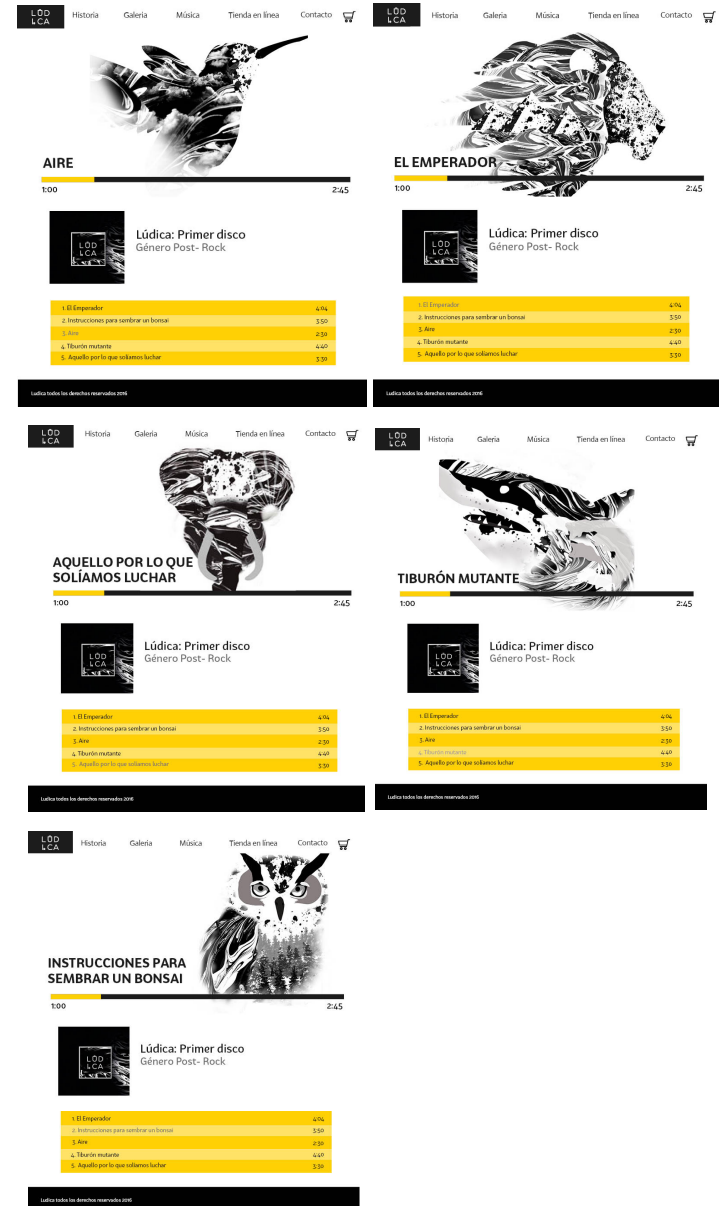 LŪD
ICA
Historia
Galeria
Música
Tienda en línea
Contacto
AIRE
1:00
2:45
LŪD
ICA
Lúdica: Primer disco
Género Post- Rock
1. El Emperador 4:04
2. Instrucciones para sembrar un bonsai 3:50
3. Aire 2:30
4. Tiburón mutante 4:40
5. Aquello por lo que solíamos luchar 3:30
Ludica todos los derechos reservados 2016
LŪD
ICA
Historia
Galeria
Música
Tienda en línea
Contacto
EL EMPERADOR
1:00
2:45
LŪD
ICA
Lúdica: Primer disco
Género Post- Rock
1. El Emperador 4:04
2. Instrucciones para sembrar un bonsai 3:50
3. Aire 2:30
4. Tiburón mutante 4:40
5. Aquello por lo que solíamos luchar 3:30
Ludica todos los derechos reservados 2016
LŪD
ICA
Historia
Galeria
Música
Tienda en línea
Contacto
AQUELLO POR LO QUE
SOLÍAMOS LUCHAR
1:00
2:45
LŪD
ICA
Lúdica: Primer disco
Género Post- Rock
1. El Emperador 4:04
2. Instrucciones para sembrar un bonsai 3:50
3. Aire 2:30
4. Tiburón mutante 4:40
5. Aquello por lo que solíamos luchar 3:30
Ludica todos los derechos reservados 2016
LŪD
ICA
Historia
Galeria
Música
Tienda en línea
Contacto
TIBURÓN MUTANTE
1:00
2:45
LŪD
ICA
Lúdica: Primer disco
Género Post- Rock
1. El Emperador 4:04
2. Instrucciones para sembrar un bonsai 3:50
3. Aire 2:30
4. Tiburón mutante 4:40
5. Aquello por lo que solíamos luchar 3:30
Ludica todos los derechos reservados 2016
LŪD
ICA
Historia
Galeria
Música
Tienda en línea
Contacto
INSTRUCCIONES PARA
SEMBRAR UN BONSAI
1:00
2:45
LŪD
ICA
Lúdica: Primer disco
Género Post- Rock
1. El Emperador 4:04
2. Instrucciones para sembrar un bonsai 3:50
3. Aire 2:30
4. Tiburón mutante 4:40
5. Aquello por lo que solíamos luchar 3:30
Ludica todos los derechos reservados 2016